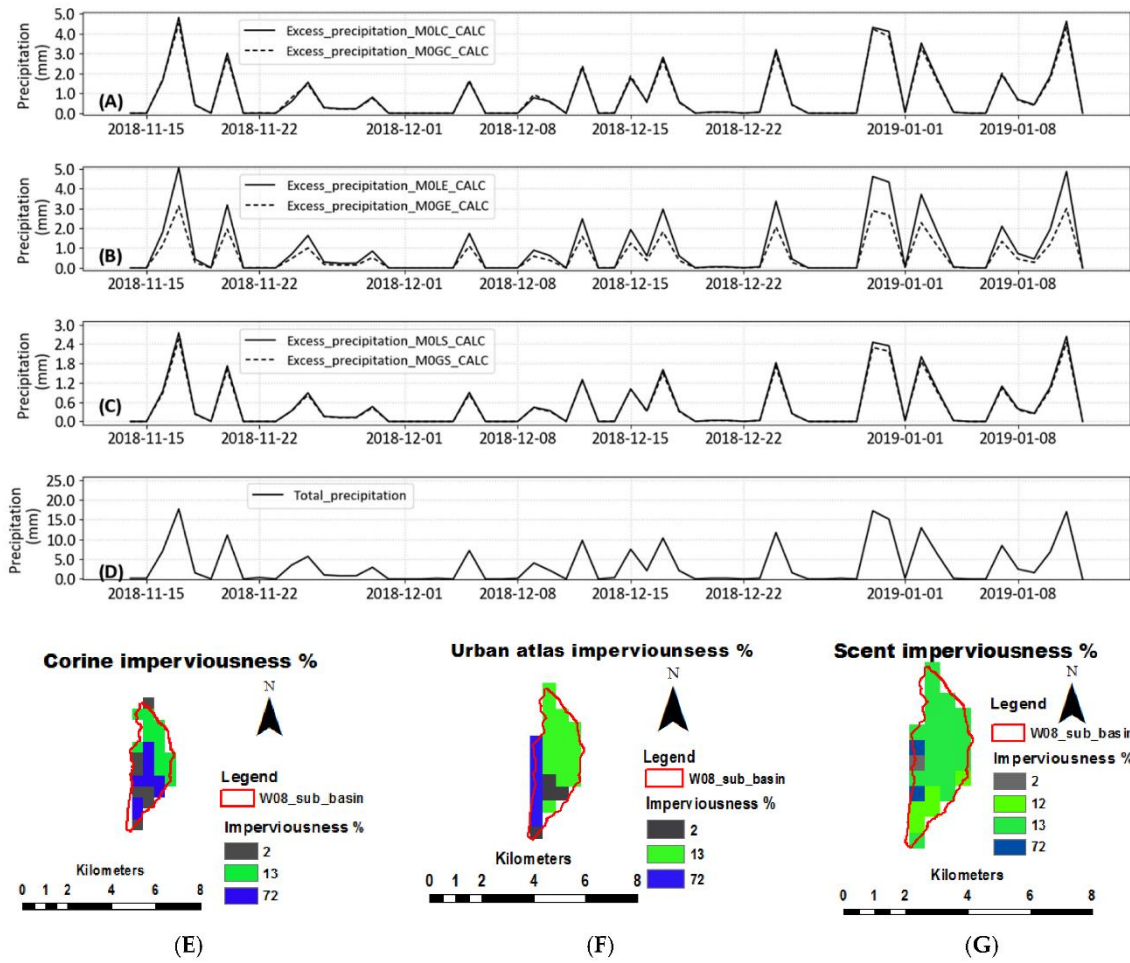 5.0
Precipitation
(mm)
4.0
3.0
2.0
1.0
0.0
(A)
Excess_precipitation_M0LC_CALC
Excess_precipitation_M0GC_CALC
2018-11-15 2018-11-22 2018-12-01 2018-12-08 2018-12-15 2018-12-22 2019-01-01 2019-01-08
5.0
Precipitation
(mm)
4.0
3.0
2.0
1.0
0.0
(B)
Excess_precipitation_M0LE_CALC
Excess_precipitation_M0GE_CALC
2018-11-15 2018-11-22 2018-12-01 2018-12-08 2018-12-15 2018-12-22 2019-01-01 2019-01-08
3.0
Precipitation
(mm)
2.4
1.8
1.2
0.6
0.0
(C)
Excess_precipitation_M0LS_CALC
Excess_precipitation_M0GS_CALC
2018-11-15 2018-11-22 2018-12-01 2018-12-08 2018-12-15 2018-12-22 2019-01-01 2019-01-08
25.0
Precipitation
(mm)
20.0
15.0
10.0
5.0
0.0
(D)
Total_precipitation
2018-11-15 2018-11-22 2018-12-01 2018-12-08 2018-12-15 2018-12-22 2019-01-01 2019-01-08
Corine imperviousness %
N
Legend
W08_sub_basin
Imperviousness %
2
13
72
Kilometers
0 1 2 4 6 8
(E)
Urban atlas imperviounsess %
N
Legend
W08_sub_basin
Imperviousness %
2
13
72
Kilometers
0 1 2 4 6 8
(F)
Scent imperviousness %
N
Legend
W08_sub_basin
Imperviousness %
2
12
13
72
Kilometers
0 1 2 4 6 8
(G)